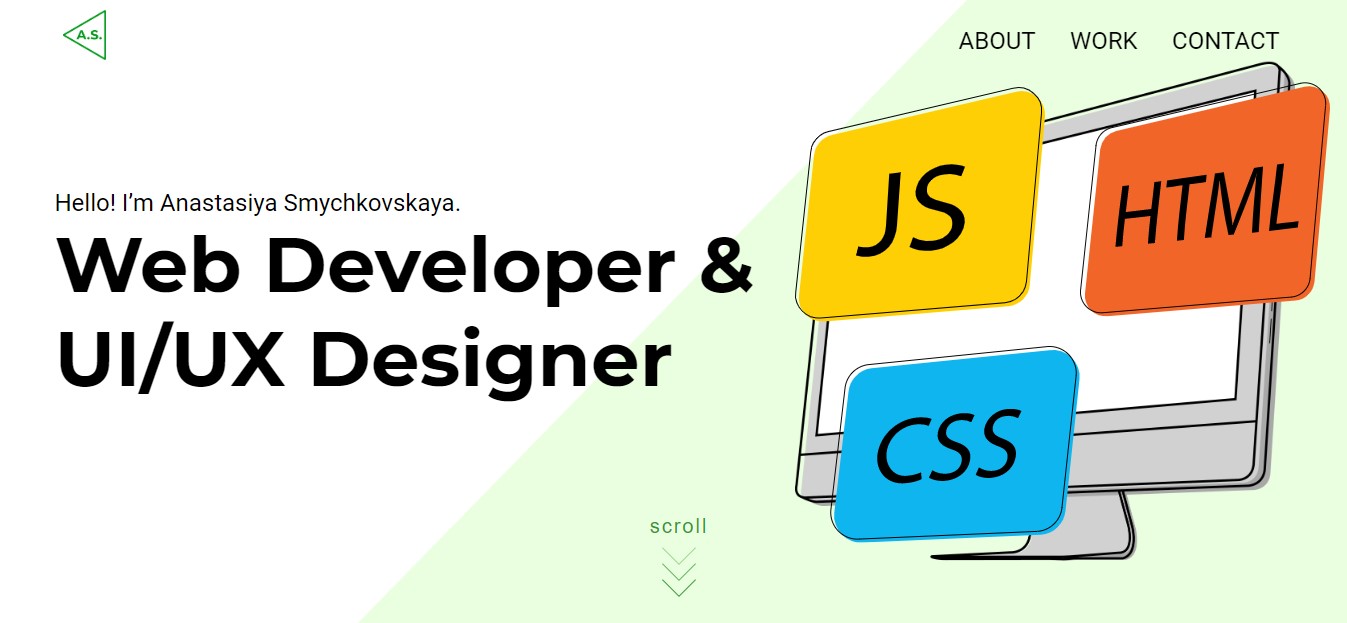 A.S.
ABOUT WORK CONTACT
Hello! I’m Anastasiya Smychkovskaya.
Web Developer &
UI/UX Designer
JS
HTML
CSS
scroll